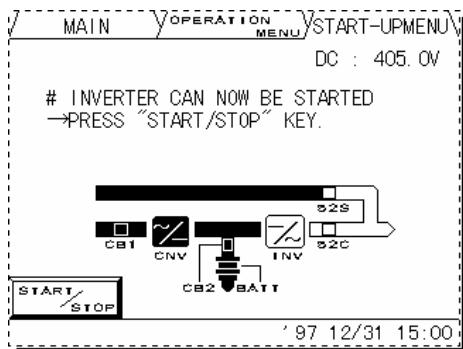 MAIN
OPERATION
MENU
START-UPMENU
DC : 405.0V
# INVERTER CAN NOW BE STARTED
→PRESS "START/STOP" KEY.
52S
CB1
CNV
INV
52C
CB2
BATT
START/
STOP
'97 12/31 15:00